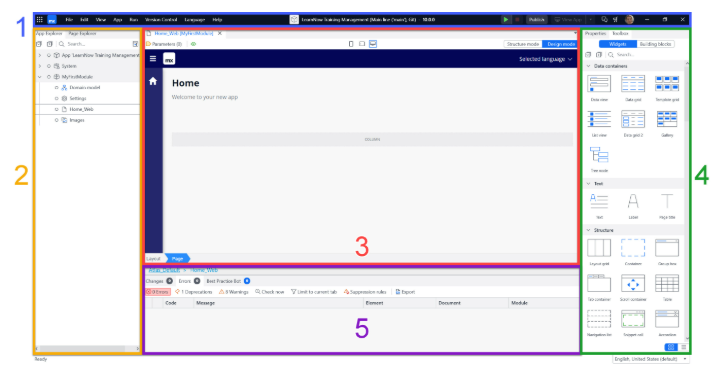 1
mx File Edit View App Run Version Control Language Help LearnNow Training Management [Main line (trunk), Git] 10.0.0 Publish View App
App Explorer Page Explorer
Search...
App 'LearnNow Training Management'
System
MyFirstModule
Domain model
Settings
Home_Web
Images
2
Home_Web [MyFirstModule] X
Parameters (0)
Structure mode Design mode
mx Selected language
Home
Welcome to your new app
3
Layout Page
Atlas_Default > Home_Web
Changes 0 Errors 0 Best Practice Bot 0
0 Errors 1 Deprecations 8 Warnings Check now Limit to current tab Suppression rules Export
Code Message Element Document Module
5
Properties Toolbox
Widgets Building blocks
Search...
Data containers
Data view Data grid Template grid
List view Data grid 2 Gallery
Tree node
Text
Text Label Page title
Structure
Layout grid Container Group box
Tab container Scroll container Table
Navigation list Snippet call Accordion
4
Ready
English, United States (default)